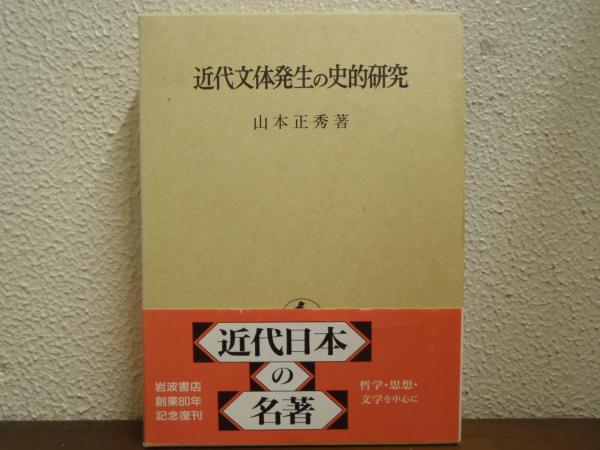 近代文体発生の史的研究
山本正秀著
近代日本
の
名著
岩波書店
創業80年
記念復刊
哲学・思想・
文学を中心に